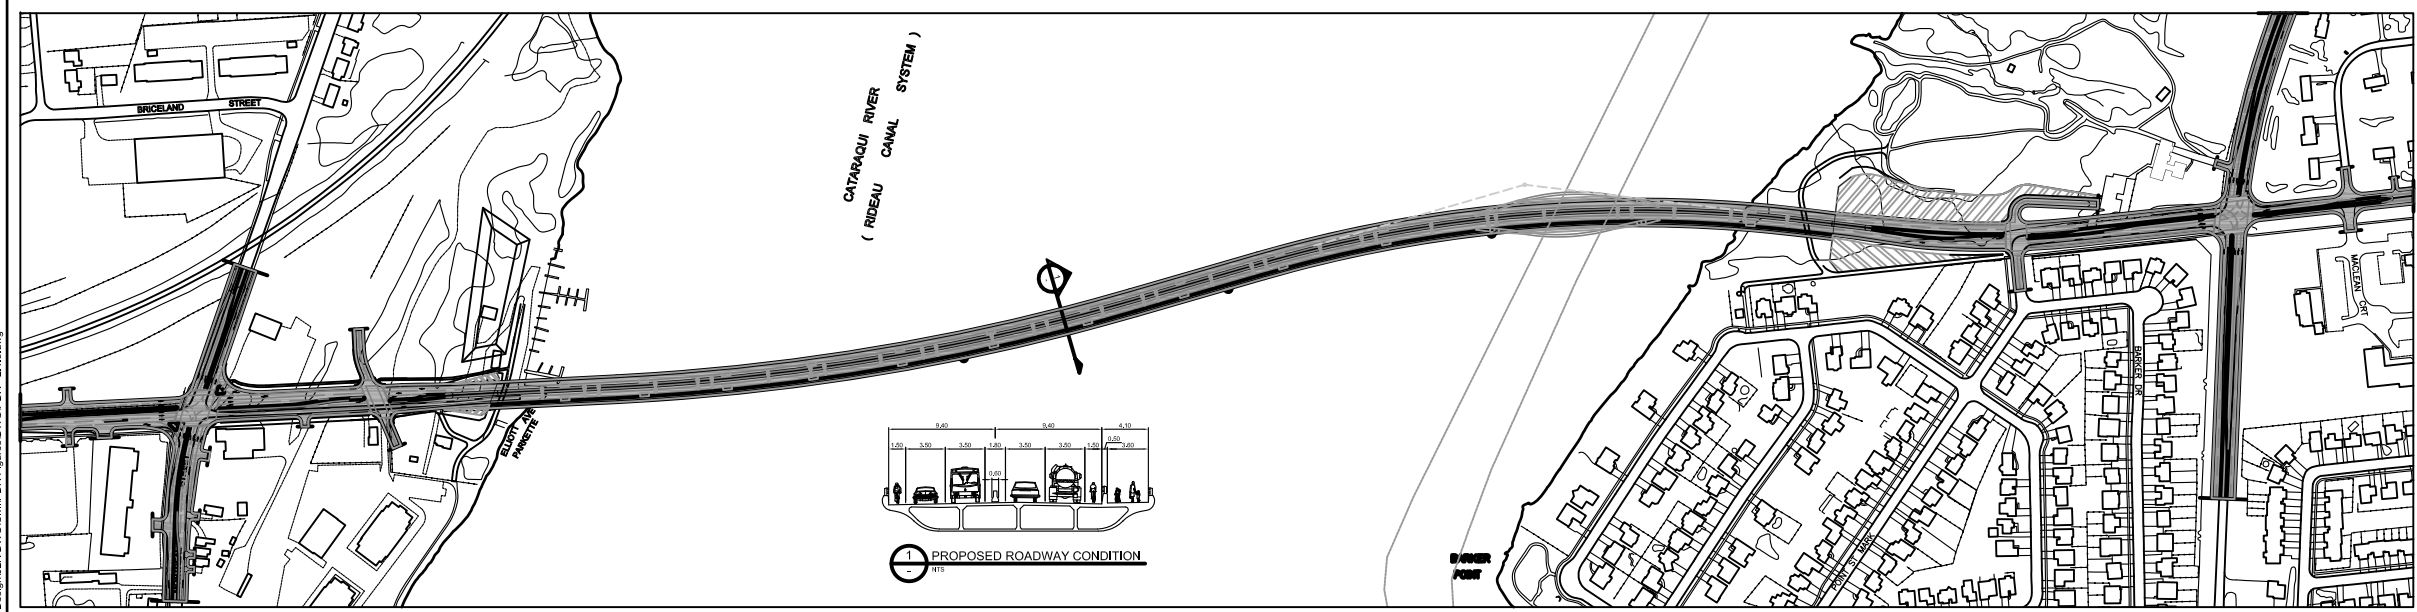 BRICELAND STREET
CATARAQUI RIVER
( RIDEAU CANAL SYSTEM )
ELLIOTT AVE
PARKETTE
MACLEAN CRT
BARKER DR
POINT ST. MARK
BARKER
POINT
9.40 9.40 4.10
1.50 3.50 3.50 1.80 3.50 3.50 1.50 0.50 3.60
0.60
1 PROPOSED ROADWAY CONDITION
- NTS
1